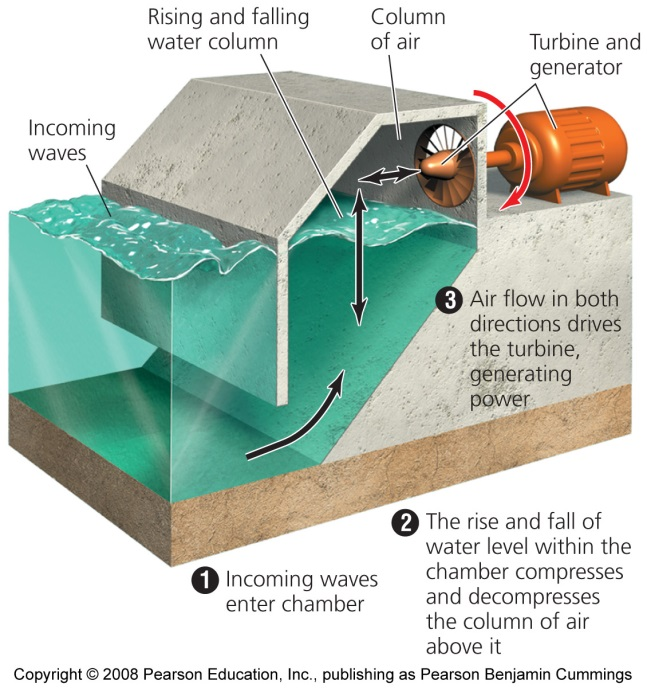 Rising and falling
water column
Column
of air
Turbine and
generator
Incoming
waves
3 Air flow in both
directions drives
the turbine,
generating
power
2 The rise and fall of
water level within the
chamber compresses
and decompresses
the column of air
above it
1 Incoming waves
enter chamber
Copyright © 2008 Pearson Education, Inc., publishing as Pearson Benjamin Cummings